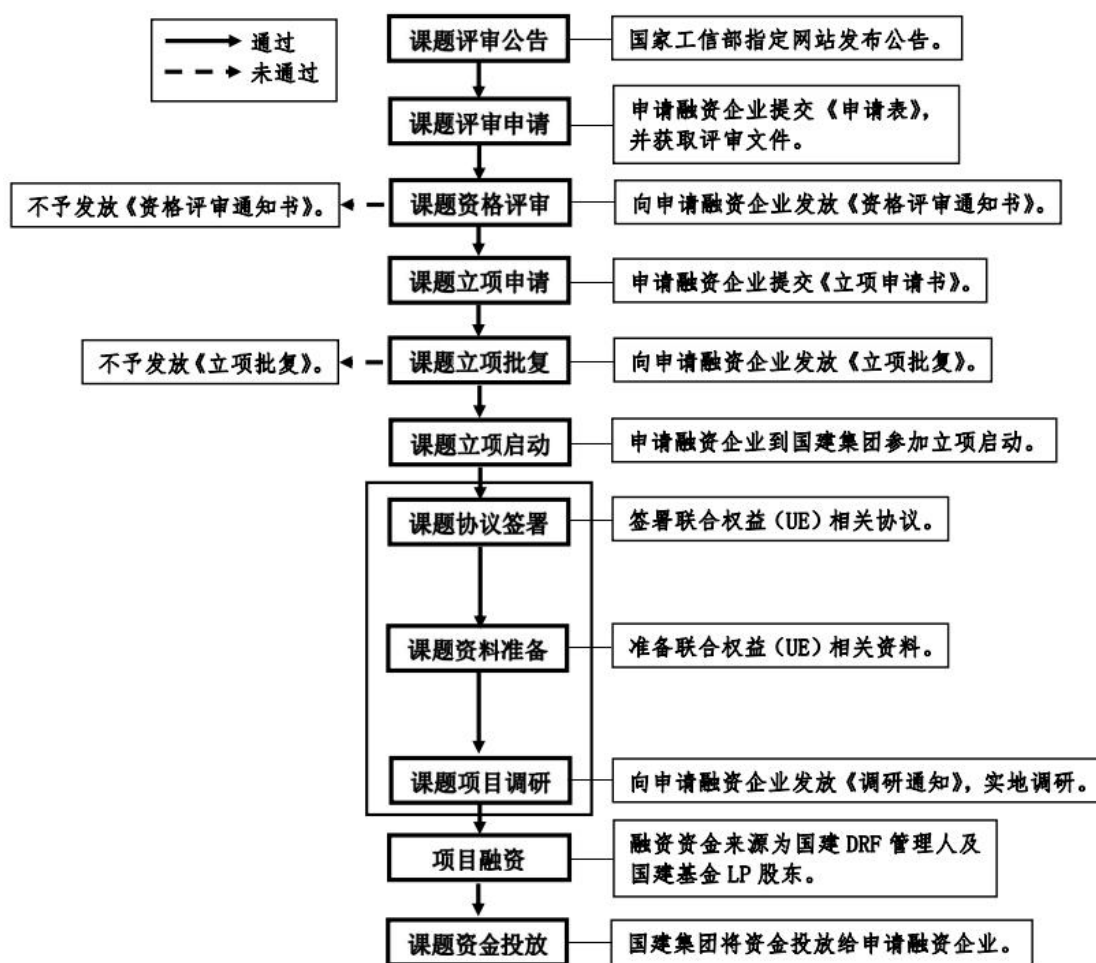 通过
未通过
课题评审公告
国家工信部指定网站发布公告。
课题评审申请
申请融资企业提交《申请表》,
并获取评审文件。
不予发放《资格评审通知书》。
课题资格评审
向申请融资企业发放《资格评审通知书》。
课题立项申请
申请融资企业提交《立项申请书》。
不予发放《立项批复》。
课题立项批复
向申请融资企业发放《立项批复》。
课题立项启动
申请融资企业到国建集团参加立项启动。
课题协议签署
签署联合权益(UE)相关协议。
课题资料准备
准备联合权益(UE)相关资料。
课题项目调研
向申请融资企业发放《调研通知》,实地调研。
项目融资
融资资金来源为国建 DRF 管理人及
国建基金 LP 股东。
课题资金投放
国建集团将资金投放给申请融资企业。